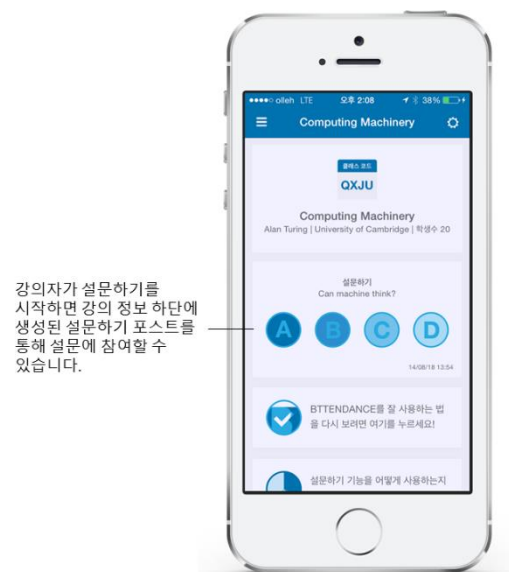 강의자가 설문하기를
시작하면 강의 정보 하단에
생성된 설문하기 포스트를
통해 설문에 참여할 수
있습니다.
olleh LTE 오후 2:08 38%
Computing Machinery
클래스 코드
QXJU
Computing Machinery
Alan Turing | University of Cambridge | 학생수 20
설문하기
Can machine think?
A B C D
14/08/18 13:54
BTTENDANCE를 잘 사용하는 법
을 다시 보려면 여기를 누르세요!
설문하기 기능을 어떻게 사용하는지